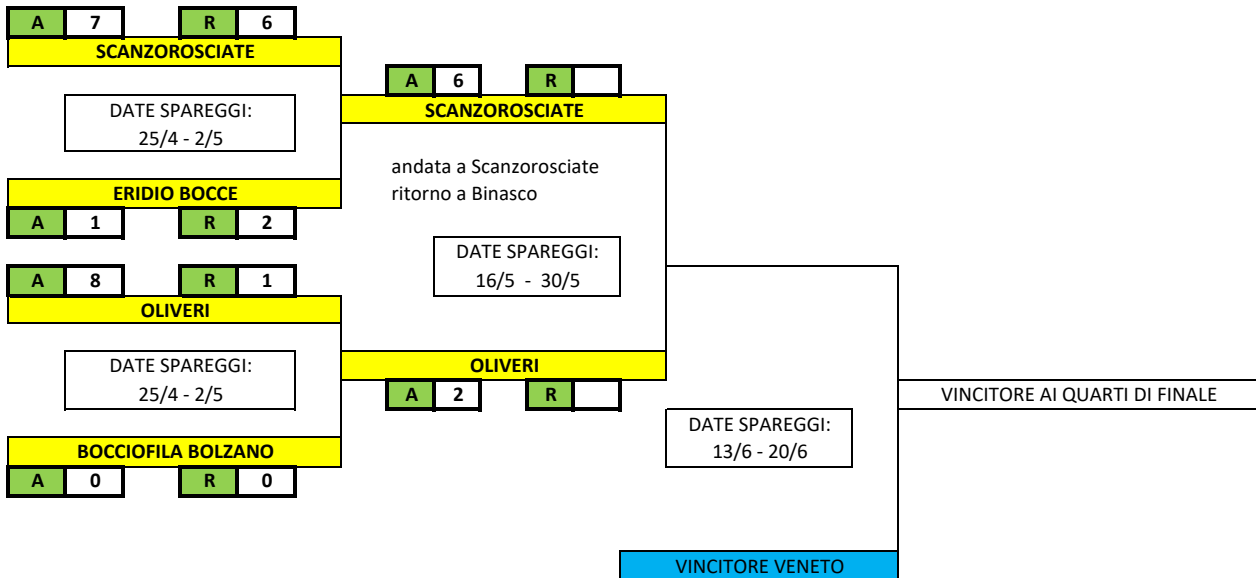 A 7 R 6
SCANZOROSCIATE
DATE SPAREGGI:
25/4 - 2/5
ERIDIO BOCCE
A 1 R 2
A 8 R 1
OLIVERI
DATE SPAREGGI:
25/4 - 2/5
BOCCIOFILA BOLZANO
A 0 R 0
A 6 R
SCANZOROSCIATE
andata a Scanzorosciate
ritorno a Binasco
DATE SPAREGGI:
16/5 - 30/5
OLIVERI
A 2 R
DATE SPAREGGI:
13/6 - 20/6
VINCITORE VENETO
VINCITORE AI QUARTI DI FINALE